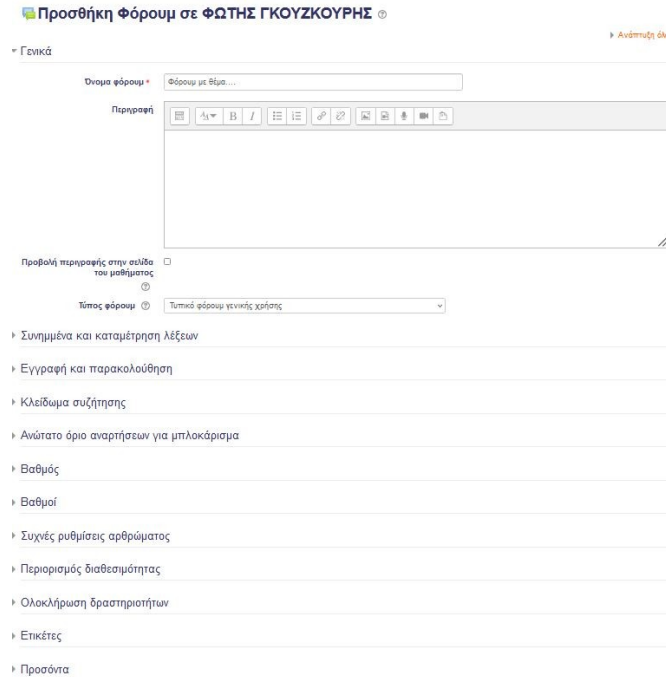 Προσθήκη Φόρουμ σε ΦΩΤΗΣ ΓΚΟΥΖΚΟΥΡΗΣ
Ανάπτυξη όλ
Γενικά
Όνομα φόρουμ
Φόρουμ με θέμα....
Περιγραφή
B I
Προβολή περιγραφής στην σελίδα
του μαθήματος
Τύπος φόρουμ
Τυπικό φόρουμ γενικής χρήσης
Συνημμένα και καταμέτρηση λέξεων
Εγγραφή και παρακολούθηση
Κλείδωμα συζήτησης
Ανώτατο όριο αναρτήσεων για μπλοκάρισμα
Βαθμός
Βαθμοί
Συχνές ρυθμίσεις αρθρώματος
Περιορισμός διαθεσιμότητας
Ολοκλήρωση δραστηριοτήτων
Ετικέτες
Προσόντα